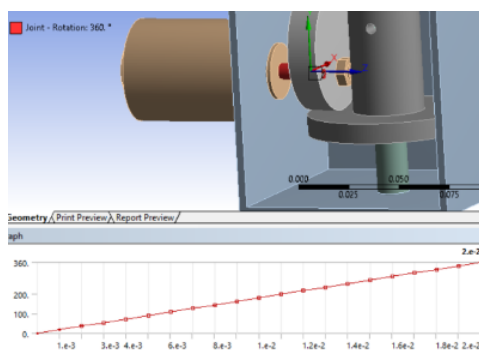 Joint - Rotation: 360. °
X
Z
0.000 0.050
0.025 0.075
Geometry /Print Preview/Report Preview/
aph
2.e-2
360.
200.
100.
0.
1.e-3 3.e-3 4.e-3 6.e-3 8.e-3 1.e-2 1.2e-2 1.4e-2 1.6e-2 1.8e-2 2.e-2